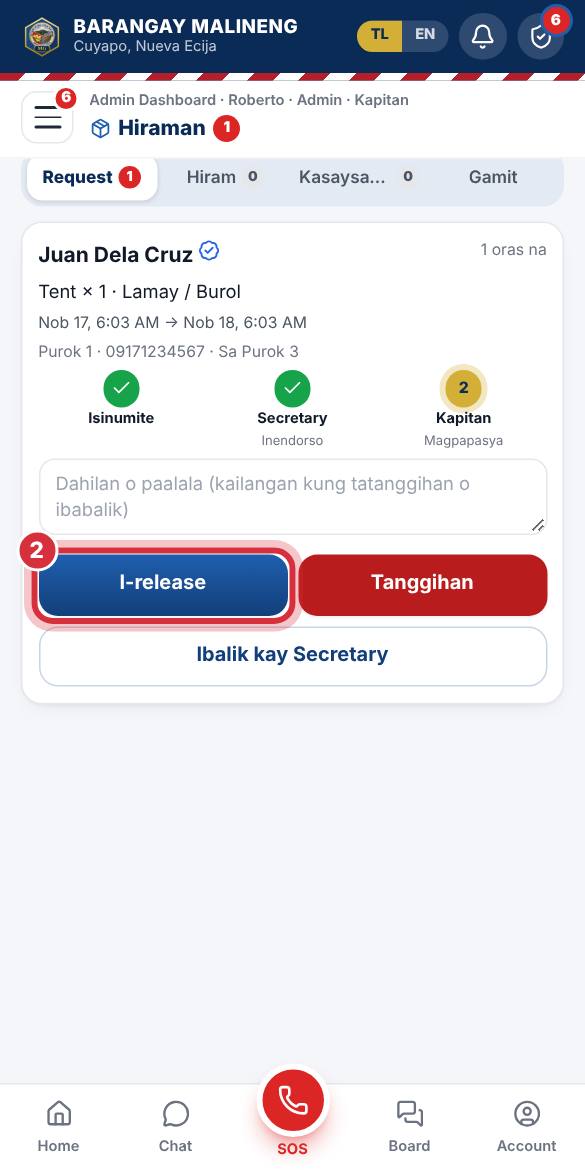 BARANGAY MALINENG
Cuyapo, Nueva Ecija
TL EN
6
6
Admin Dashboard · Roberto · Admin · Kapitan
Hiraman 1
Request 1 Hiram 0 Kasaysa... 0 Gamit
Juan Dela Cruz 1 oras na
Tent × 1 · Lamay / Burol
Nob 17, 6:03 AM → Nob 18, 6:03 AM
Purok 1 · 09171234567 · Sa Purok 3
2
Isinumite Secretary Kapitan
Inendorso Magpapasya
Dahilan o paalala (kailangan kung tatanggihan o
ibabalik)
2
I-release Tanggihan
Ibalik kay Secretary
Home Chat SOS Board Account